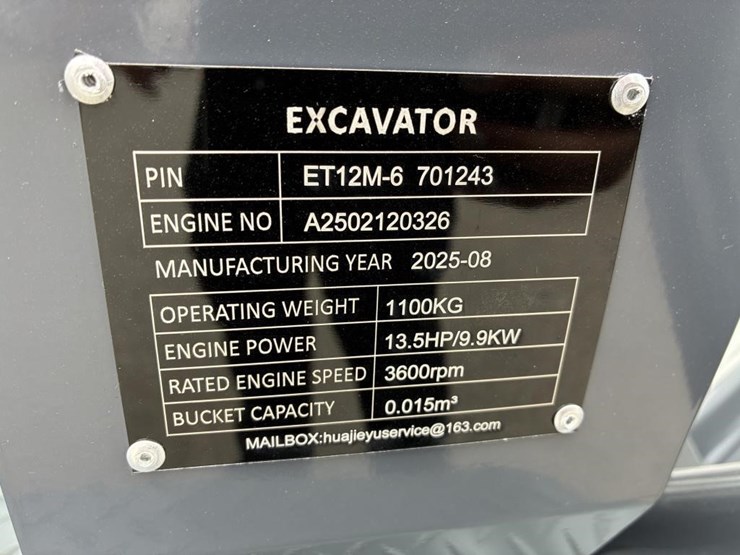 EXCAVATOR
PIN ET12M-6 701243
ENGINE NO A2502120326
MANUFACTURING YEAR 2025-08
OPERATING WEIGHT 1100KG
ENGINE POWER 13.5HP/9.9KW
RATED ENGINE SPEED 3600rpm
BUCKET CAPACITY 0.015m³
MAILBOX:huajieyuservice@163.com